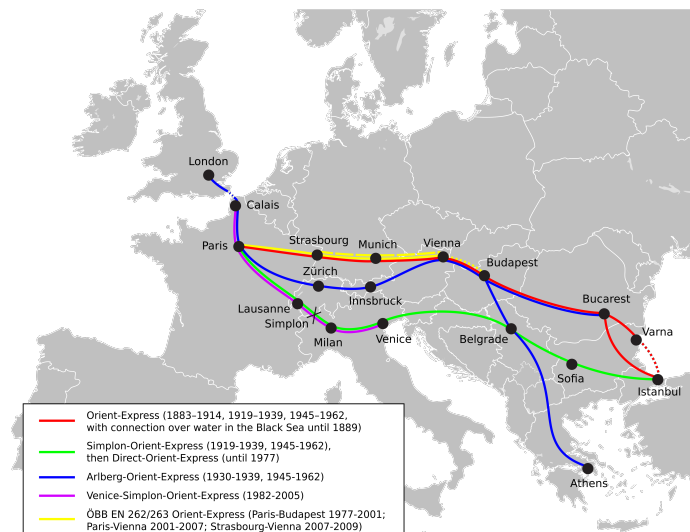 London
Calais
Paris
Strasbourg
Munich
Vienna
Budapest
Zürich
Innsbruck
Lausanne
Simplon
Milan
Venice
Belgrade
Bucarest
Varna
Sofia
Istanbul
Athens
Orient-Express (1883–1914, 1919–1939, 1945–1962,
with connection over water in the Black Sea until 1889)
Simplon-Orient-Express (1919-1939, 1945-1962),
then Direct-Orient-Express (until 1977)
Arlberg-Orient-Express (1930-1939, 1945-1962)
Venice-Simplon-Orient-Express (1982-2005)
ÖBB EN 262/263 Orient-Express (Paris-Budapest 1977-2001;
Paris-Vienna 2001-2007; Strasbourg-Vienna 2007-2009)